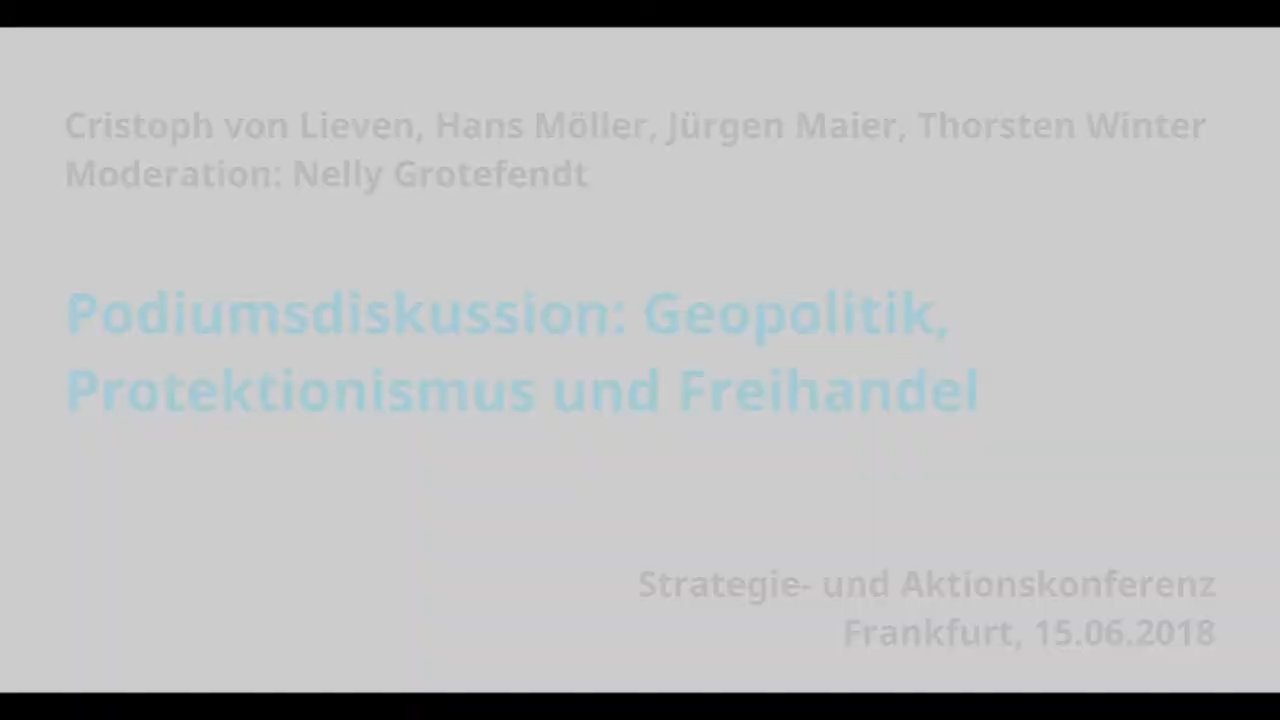 Cristoph von Lieven, Hans Möller, Jürgen Maier, Thorsten Winter
Moderation: Nelly Grotefendt
Podiumsdiskussion: Geopolitik,
Protektionismus und Freihandel
Strategie- und Aktionskonferenz
Frankfurt, 15.06.2018